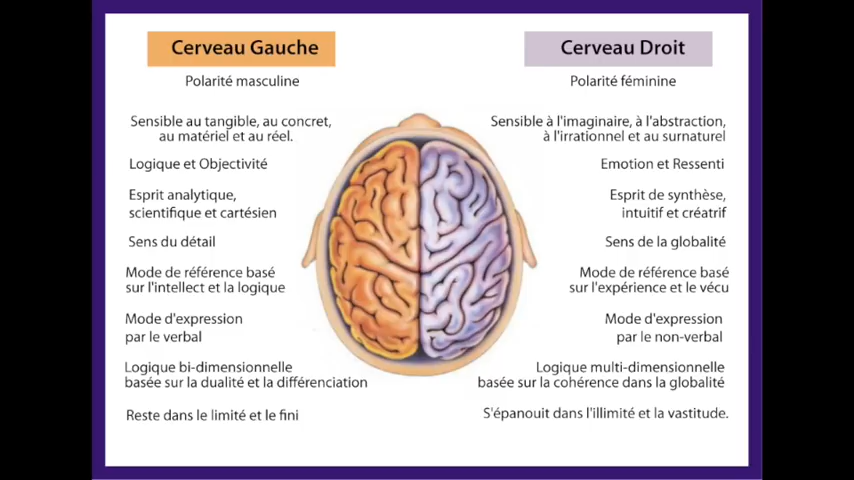 Cerveau Gauche
Polarité masculine
Sensible au tangible, au concret,
au matériel et au réel.
Logique et Objectivité
Esprit analytique,
scientifique et cartésien
Sens du détail
Mode de référence basé
sur l'intellect et la logique
Mode d'expression
par le verbal
Logique bi-dimensionnelle
basée sur la dualité et la différenciation
Reste dans le limité et le fini
Cerveau Droit
Polarité féminine
Sensible à l'imaginaire, à l'abstraction,
à l'irrationnel et au surnaturel
Emotion et Ressenti
Esprit de synthèse,
intuitif et créatrif
Sens de la globalité
Mode de référence basé
sur l'expérience et le vécu
Mode d'expression
par le non-verbal
Logique multi-dimensionnelle
basée sur la cohérence dans la globalité
S'épanouit dans l'illimité et la vastitude.